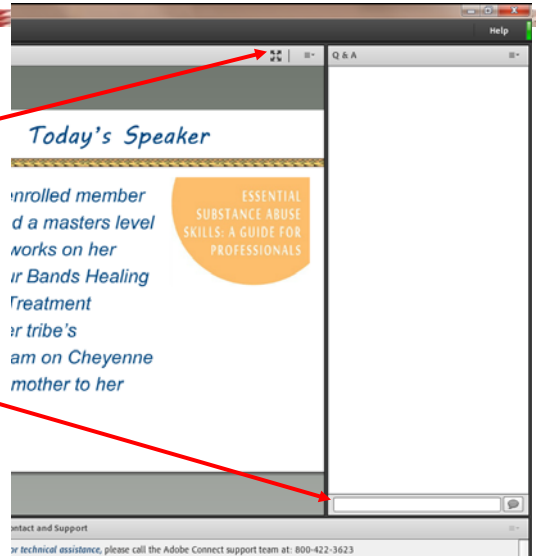 Help
Q & A
Today's Speaker
enrolled member
d a masters level
works on her
ur Bands Healing
Treatment
er tribe's
am on Cheyenne
mother to her
ESSENTIAL
SUBSTANCE ABUSE
SKILLS: A GUIDE FOR
PROFESSIONALS
ontact and Support
or technical assistance, please call the Adobe Connect support team at: 800-422-3623